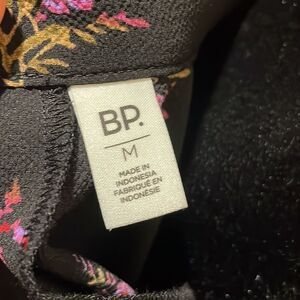 BP.
M
MADE IN
INDONESIA
FABRIQUÉ EN
INDONÉSIE